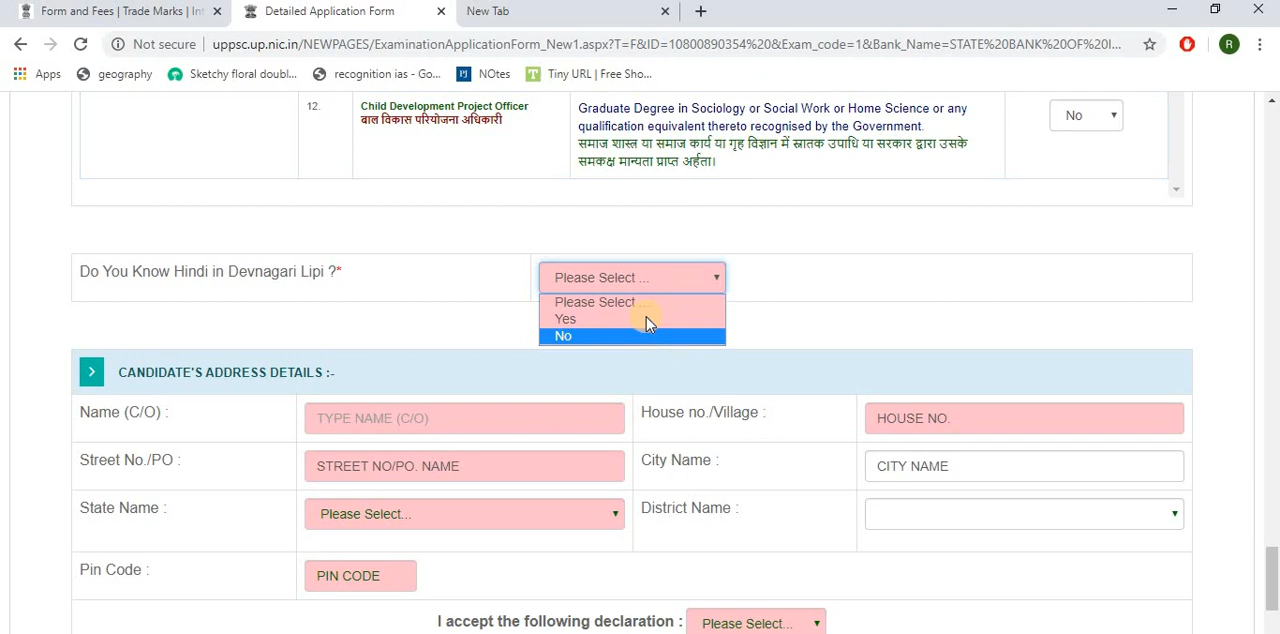 Form and Fees | Trade Marks | Int
Detailed Application Form
New Tab
Not secure | uppsc.up.nic.in/NEWPAGES/ExaminationApplicationForm_New1.aspx?T=F&ID=10800890354%20&Exam_code=1&Bank_Name=STATE%20BANK%20OF%20I...
R
Apps
geography
Sketchy floral doubl...
recognition ias - Go...
NOtes
Tiny URL | Free Sho...
12.
Child Development Project Officer
बाल विकास परियोजना अधिकारी
Graduate Degree in Sociology or Social Work or Home Science or any
qualification equivalent thereto recognised by the Government.
समाज शास्त्र या समाज कार्य या गृह विज्ञान में स्नातक उपाधि या सरकार द्वारा उसके
समकक्ष मान्यता प्राप्त अर्हता।
No
Do You Know Hindi in Devnagari Lipi ?*
Please Select ...
Please Select ...
Yes
No
CANDIDATE'S ADDRESS DETAILS :-
Name (C/O) :
TYPE NAME (C/O)
House no./Village :
HOUSE NO.
Street No./PO :
STREET NO/PO. NAME
City Name :
CITY NAME
State Name :
Please Select...
District Name :
Pin Code :
PIN CODE
I accept the following declaration :
Please Select...